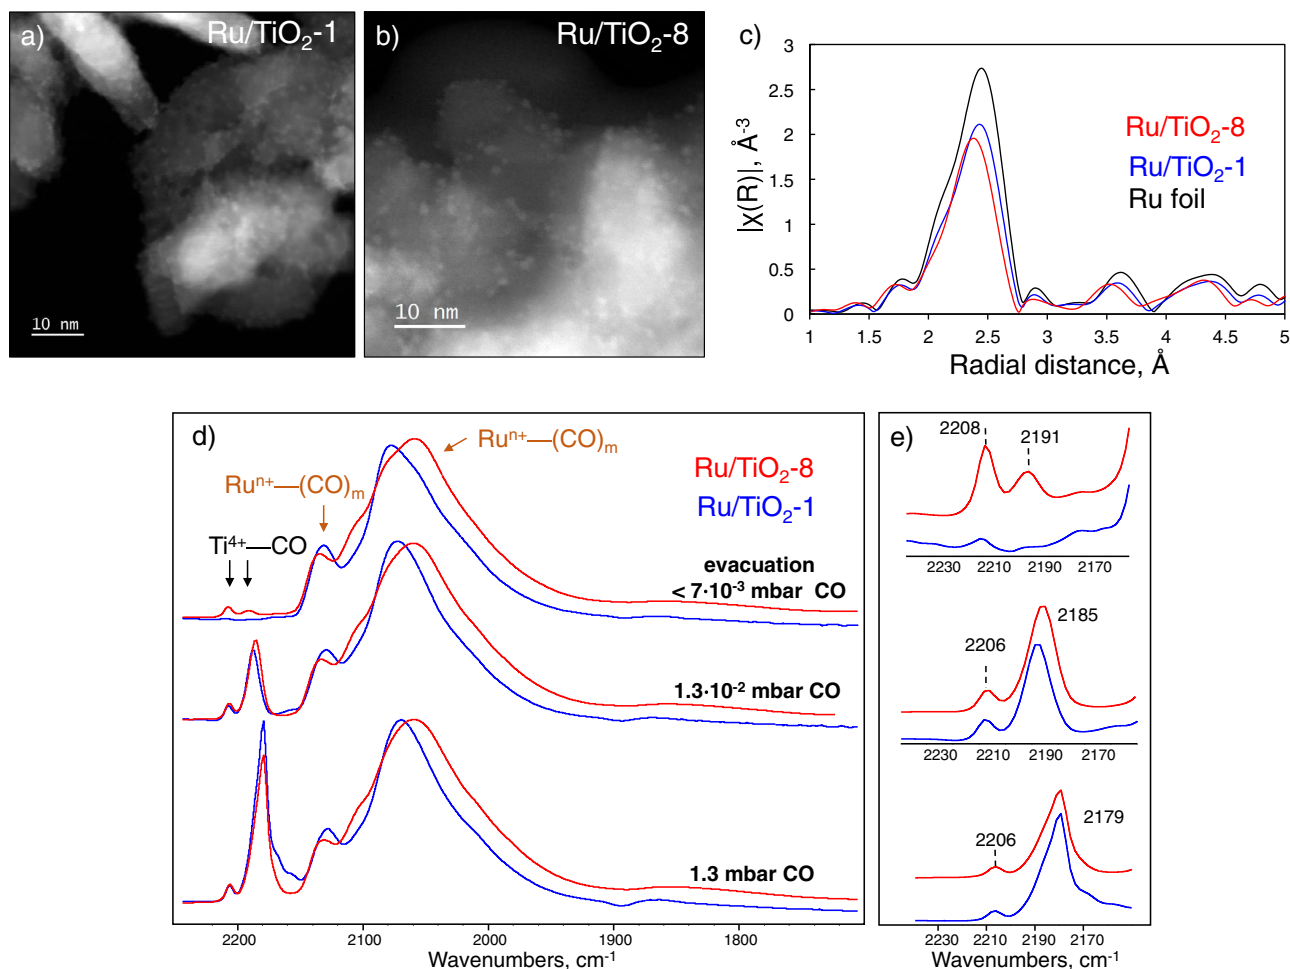 a) Ru/TiO₂-1
10 nm
b) Ru/TiO₂-8
10 nm
c)
3
2.5
2
1.5
1
0.5
0
|χ(R)|, Å⁻³
Ru/TiO₂-8
Ru/TiO₂-1
Ru foil
1 1.5 2 2.5 3 3.5 4 4.5 5
Radial distance, Å
d)
Ruⁿ⁺—(CO)ₘ
Ruⁿ⁺—(CO)ₘ
Ti⁴⁺—CO
Ru/TiO₂-8
Ru/TiO₂-1
evacuation
< 7·10⁻³ mbar CO
1.3·10⁻² mbar CO
1.3 mbar CO
2200 2100 2000 1900 1800
Wavenumbers, cm⁻¹
e)
2208 2191
2230 2210 2190 2170
2206 2185
2230 2210 2190 2170
2206 2179
2230 2210 2190 2170
Wavenumbers, cm⁻¹